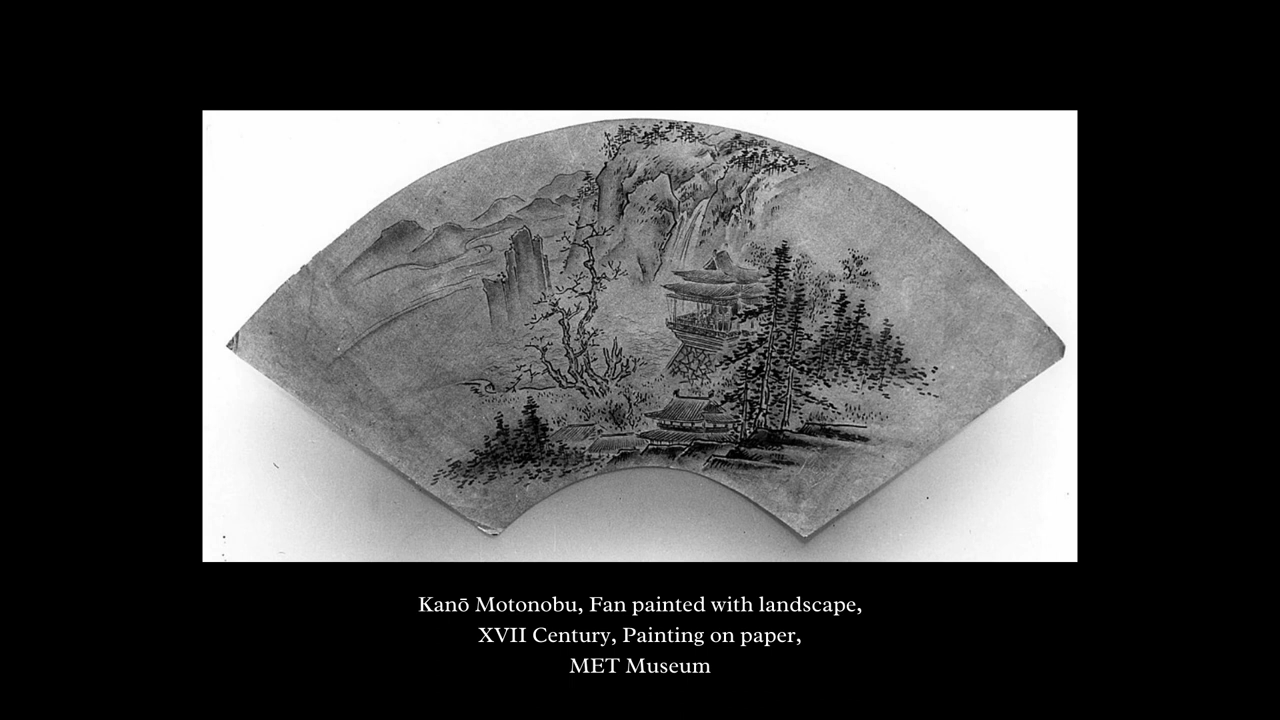 Kanō Motonobu, Fan painted with landscape,
XVII Century, Painting on paper,
MET Museum